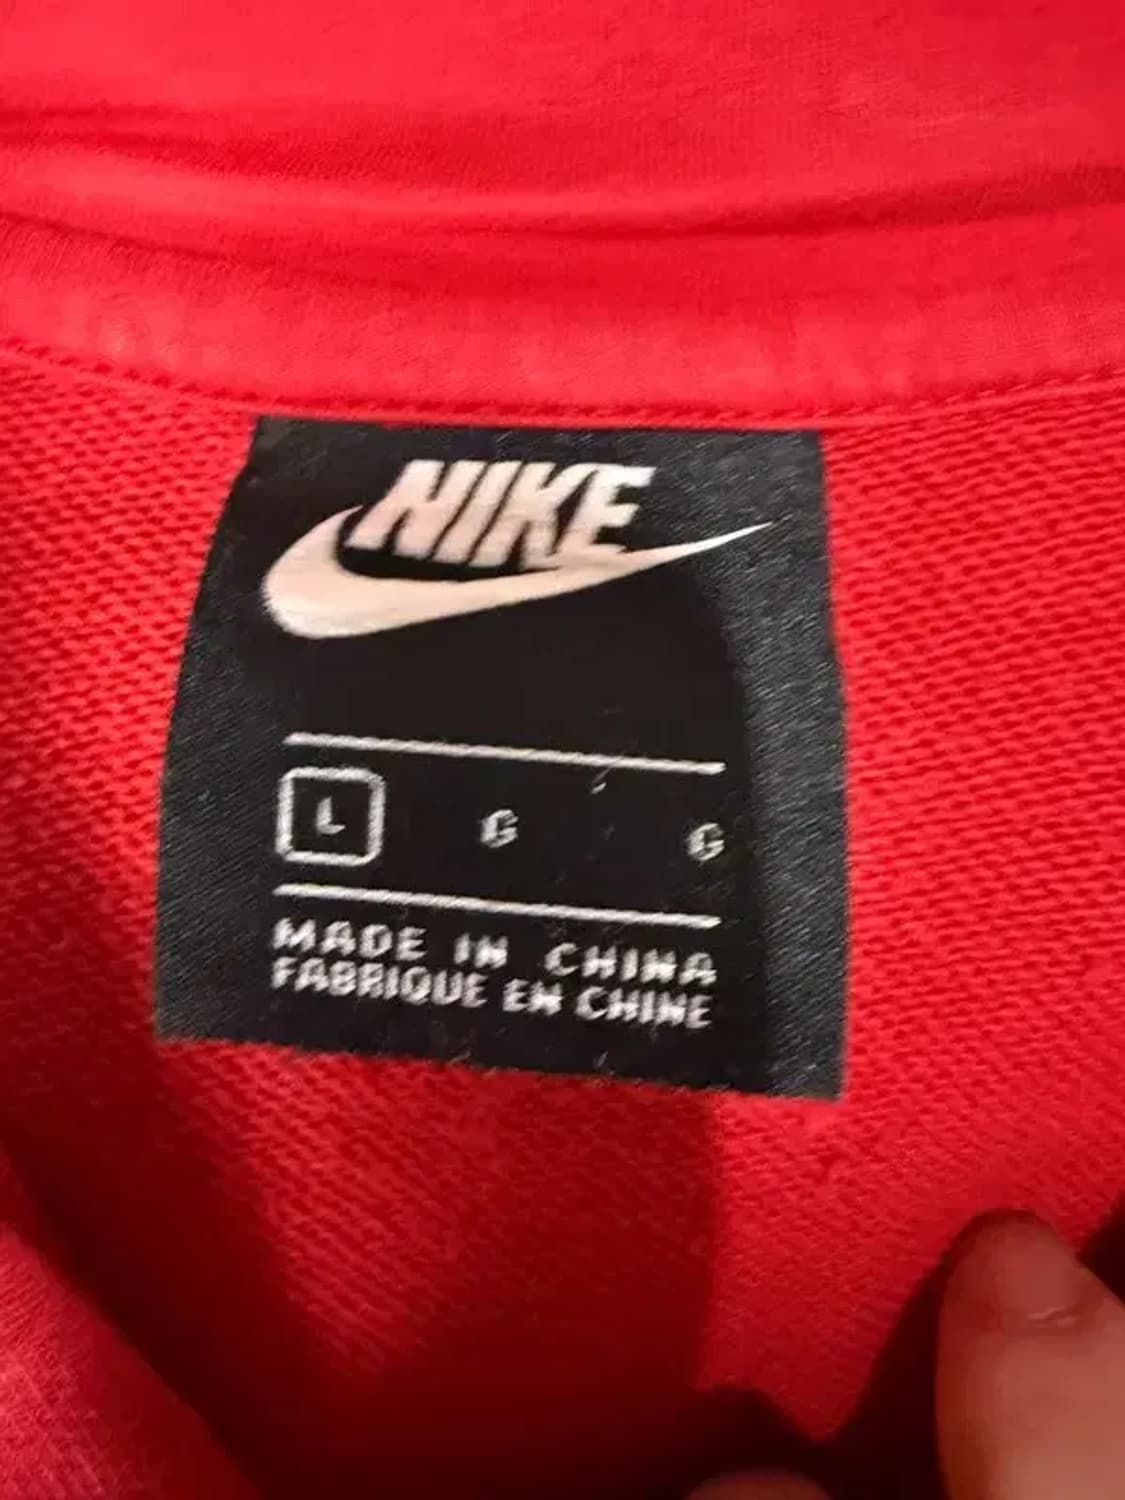 NIKE
L G G
MADE IN CHINA
FABRIQUE EN CHINE